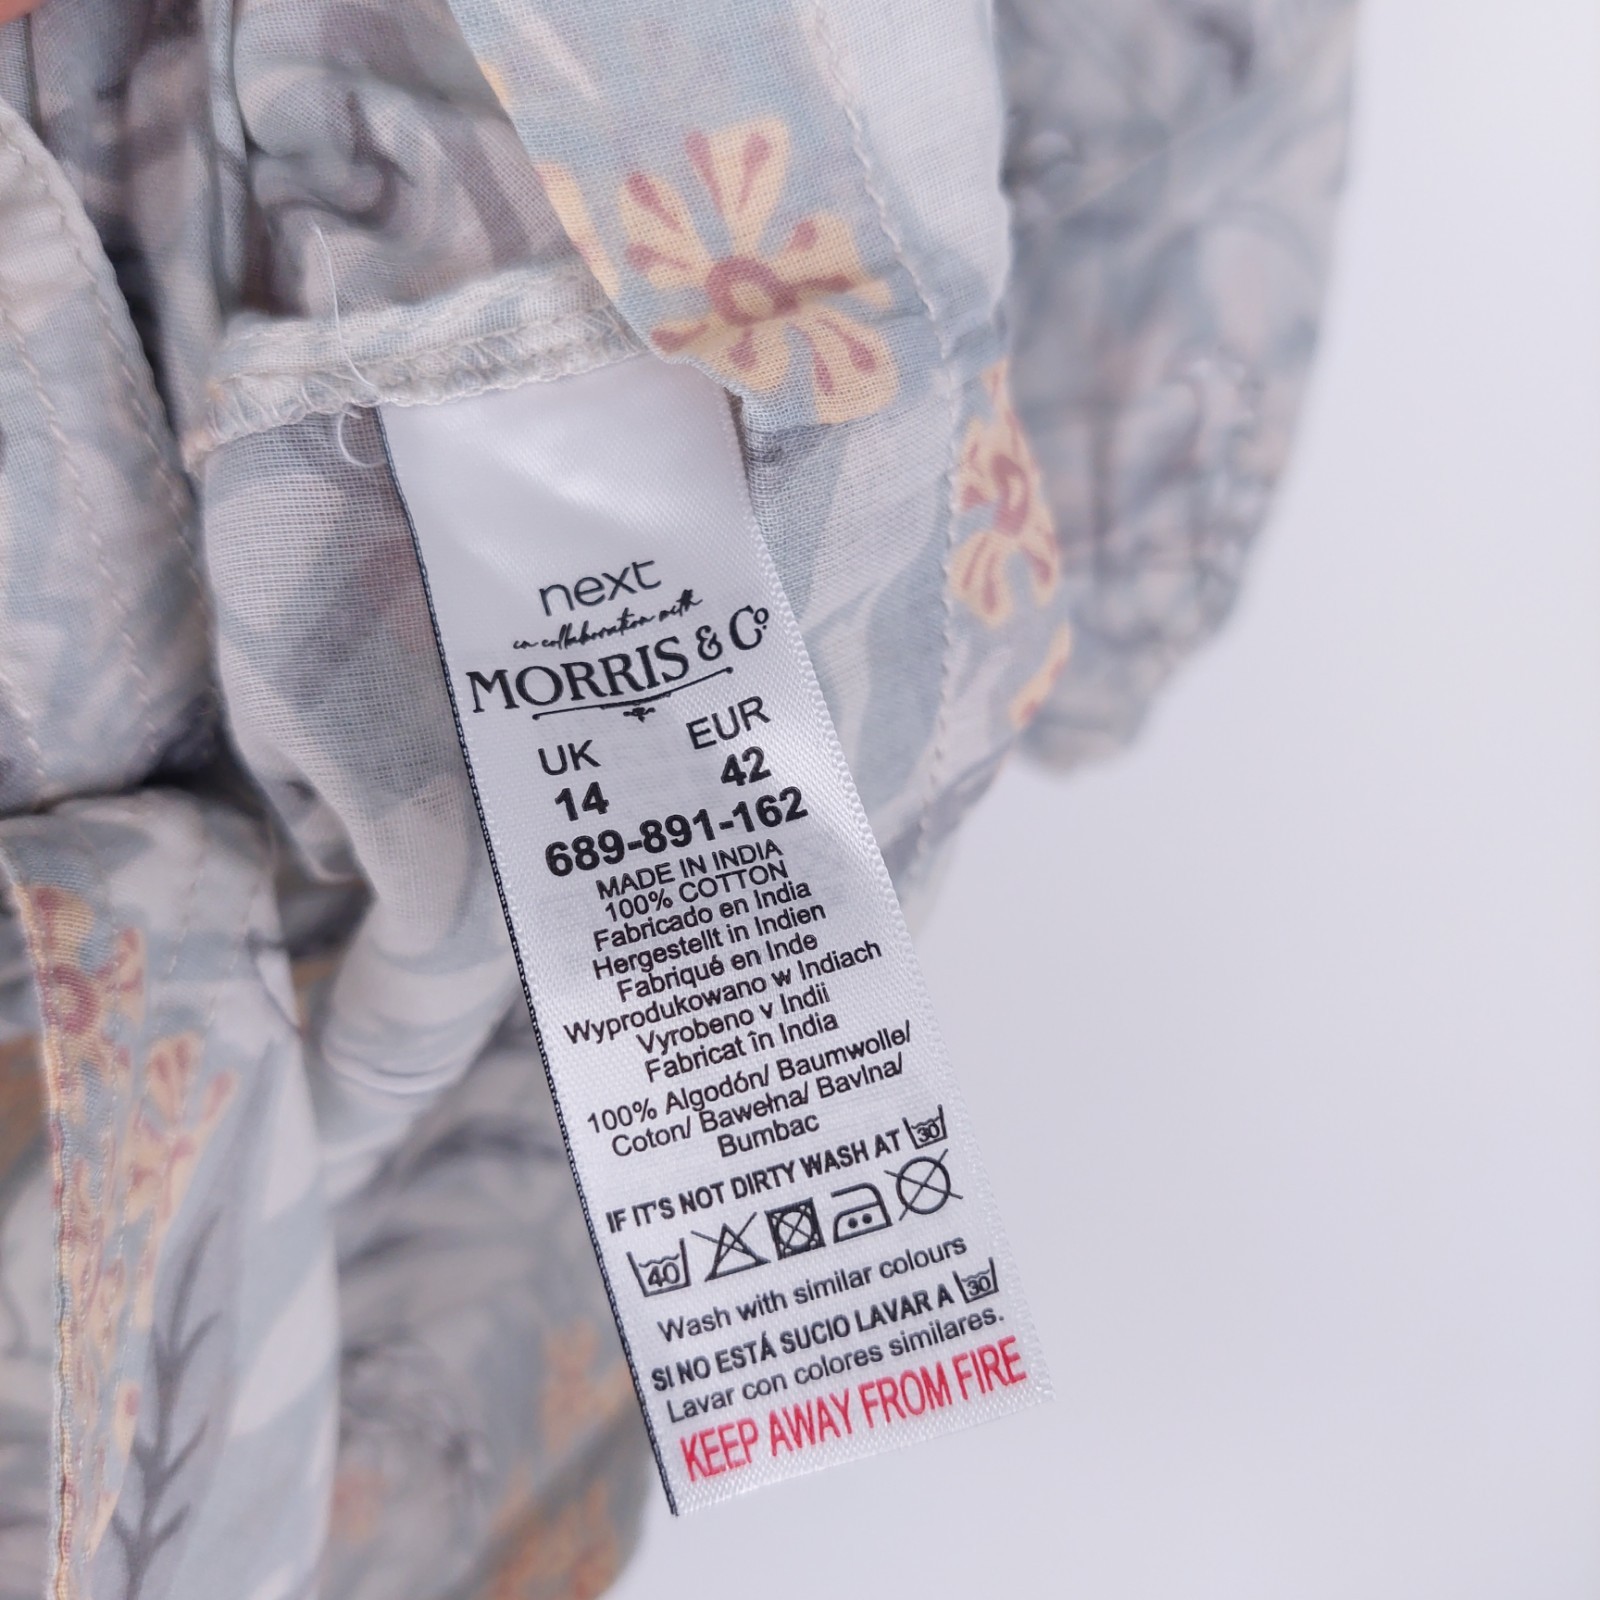 next
in collaboration with
MORRIS & Co.
UK EUR
14 42
689-891-162
MADE IN INDIA
100% COTTON
Fabricado en India
Hergestellt in Indien
Fabriqué en Inde
Wyprodukowano w Indiach
Vyrobeno v Indii
Fabricat în India
100% Algodón/ Baumwolle/
Coton/ Bawełna/ Bavlna/
Bumbac
IF IT'S NOT DIRTY WASH AT 30
40
Wash with similar colours
SI NO ESTÁ SUCIO LAVAR A 30
Lavar con colores similares.
KEEP AWAY FROM FIRE